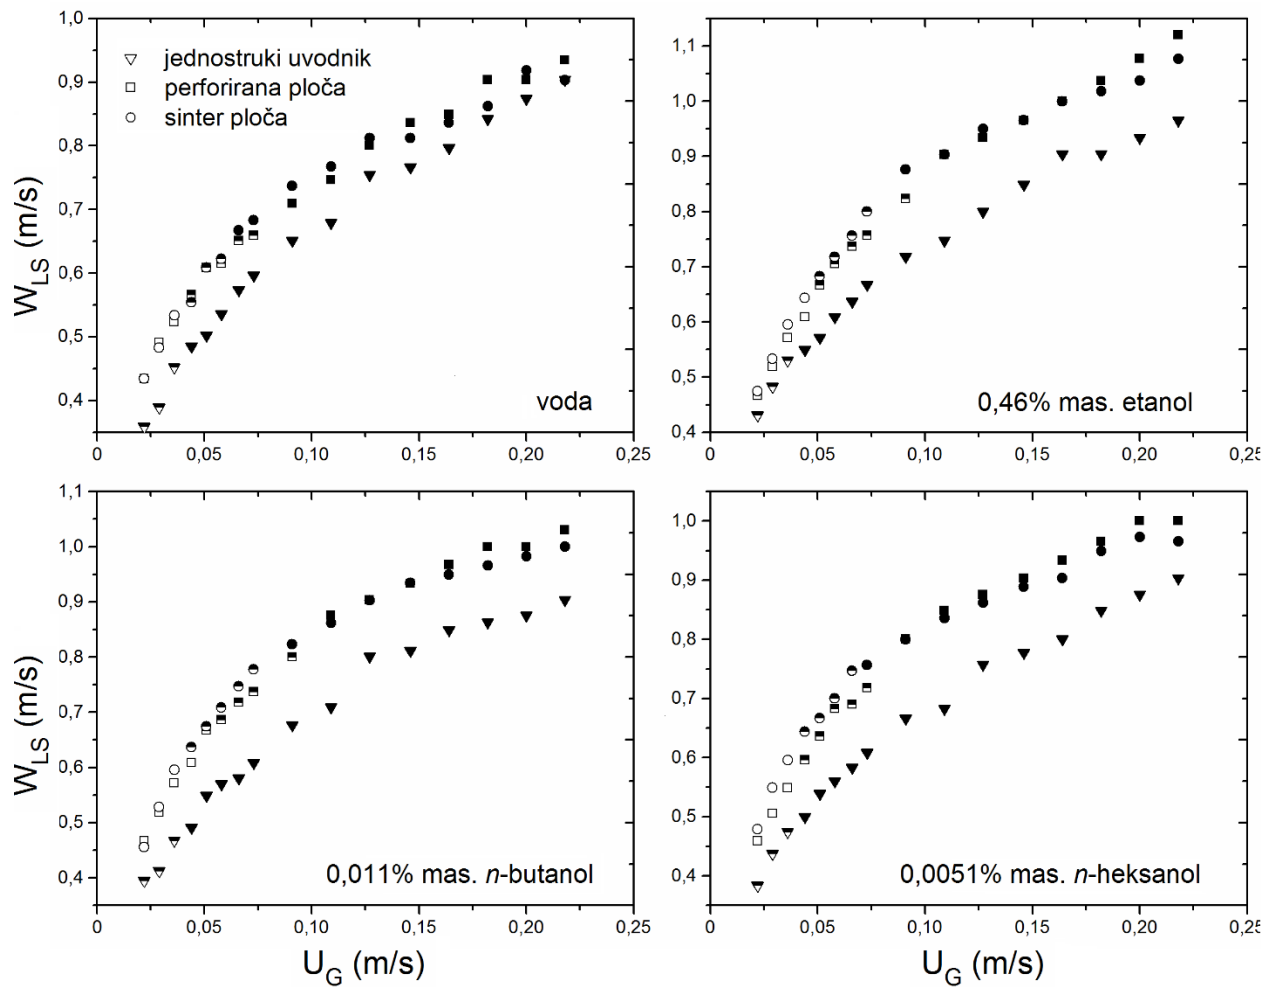 1,0
0,9
0,8
0,7
0,6
0,5
0,4
W_LS (m/s)
jednostruki uvodnik
perforirana ploča
sinter ploča
voda
0 0,05 0,10 0,15 0,20 0,25
1,1
1,0
0,9
0,8
0,7
0,6
0,5
0,4
0,46% mas. etanol
0 0,05 0,10 0,15 0,20 0,25
1,1
1,0
0,9
0,8
0,7
0,6
0,5
0,4
W_LS (m/s)
0,011% mas. n-butanol
0 0,05 0,10 0,15 0,20 0,25
U_G (m/s)
1,0
0,9
0,8
0,7
0,6
0,5
0,4
0,0051% mas. n-heksanol
0 0,05 0,10 0,15 0,20 0,25
U_G (m/s)